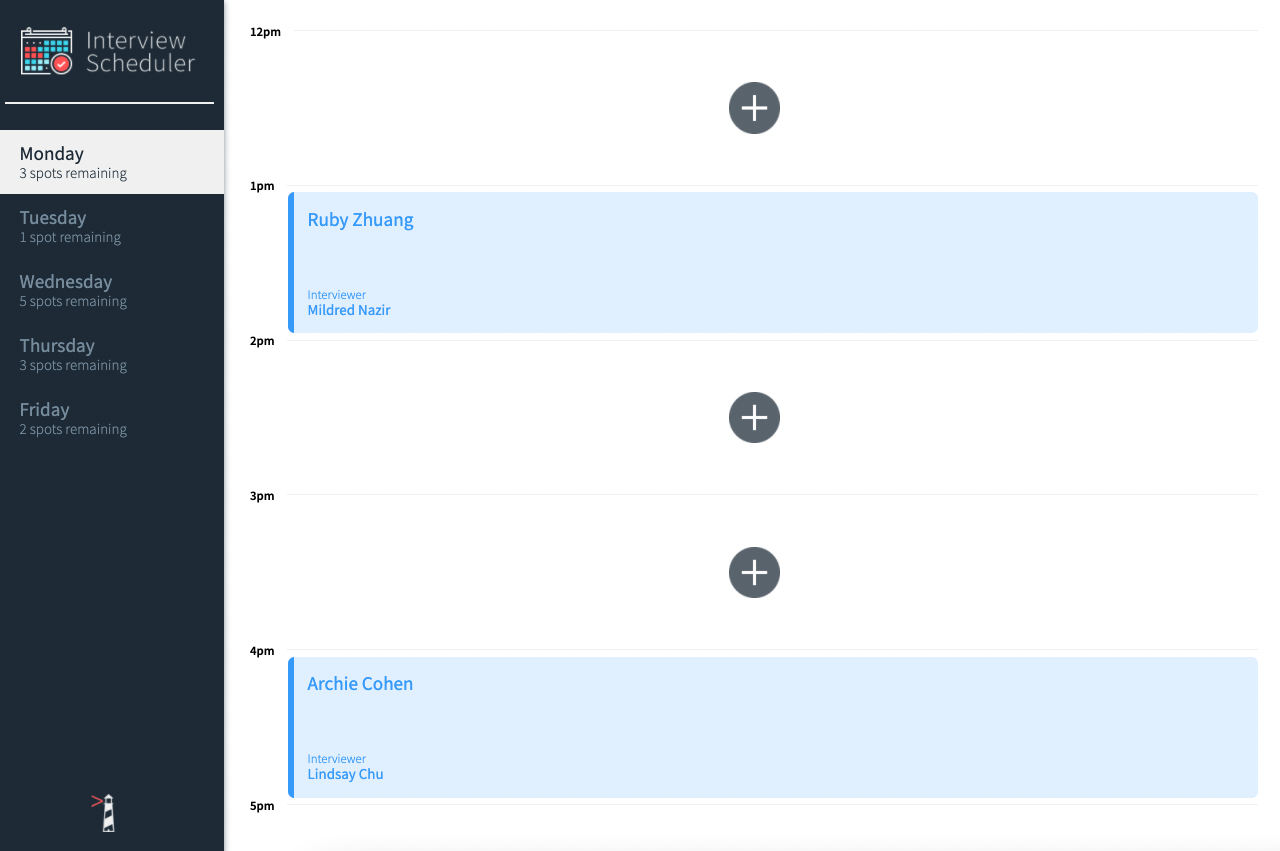 Interview
Scheduler
Monday
3 spots remaining
Tuesday
1 spot remaining
Wednesday
5 spots remaining
Thursday
3 spots remaining
Friday
2 spots remaining
12pm
1pm
Ruby Zhuang
Interviewer
Mildred Nazir
2pm
3pm
4pm
Archie Cohen
Interviewer
Lindsay Chu
5pm